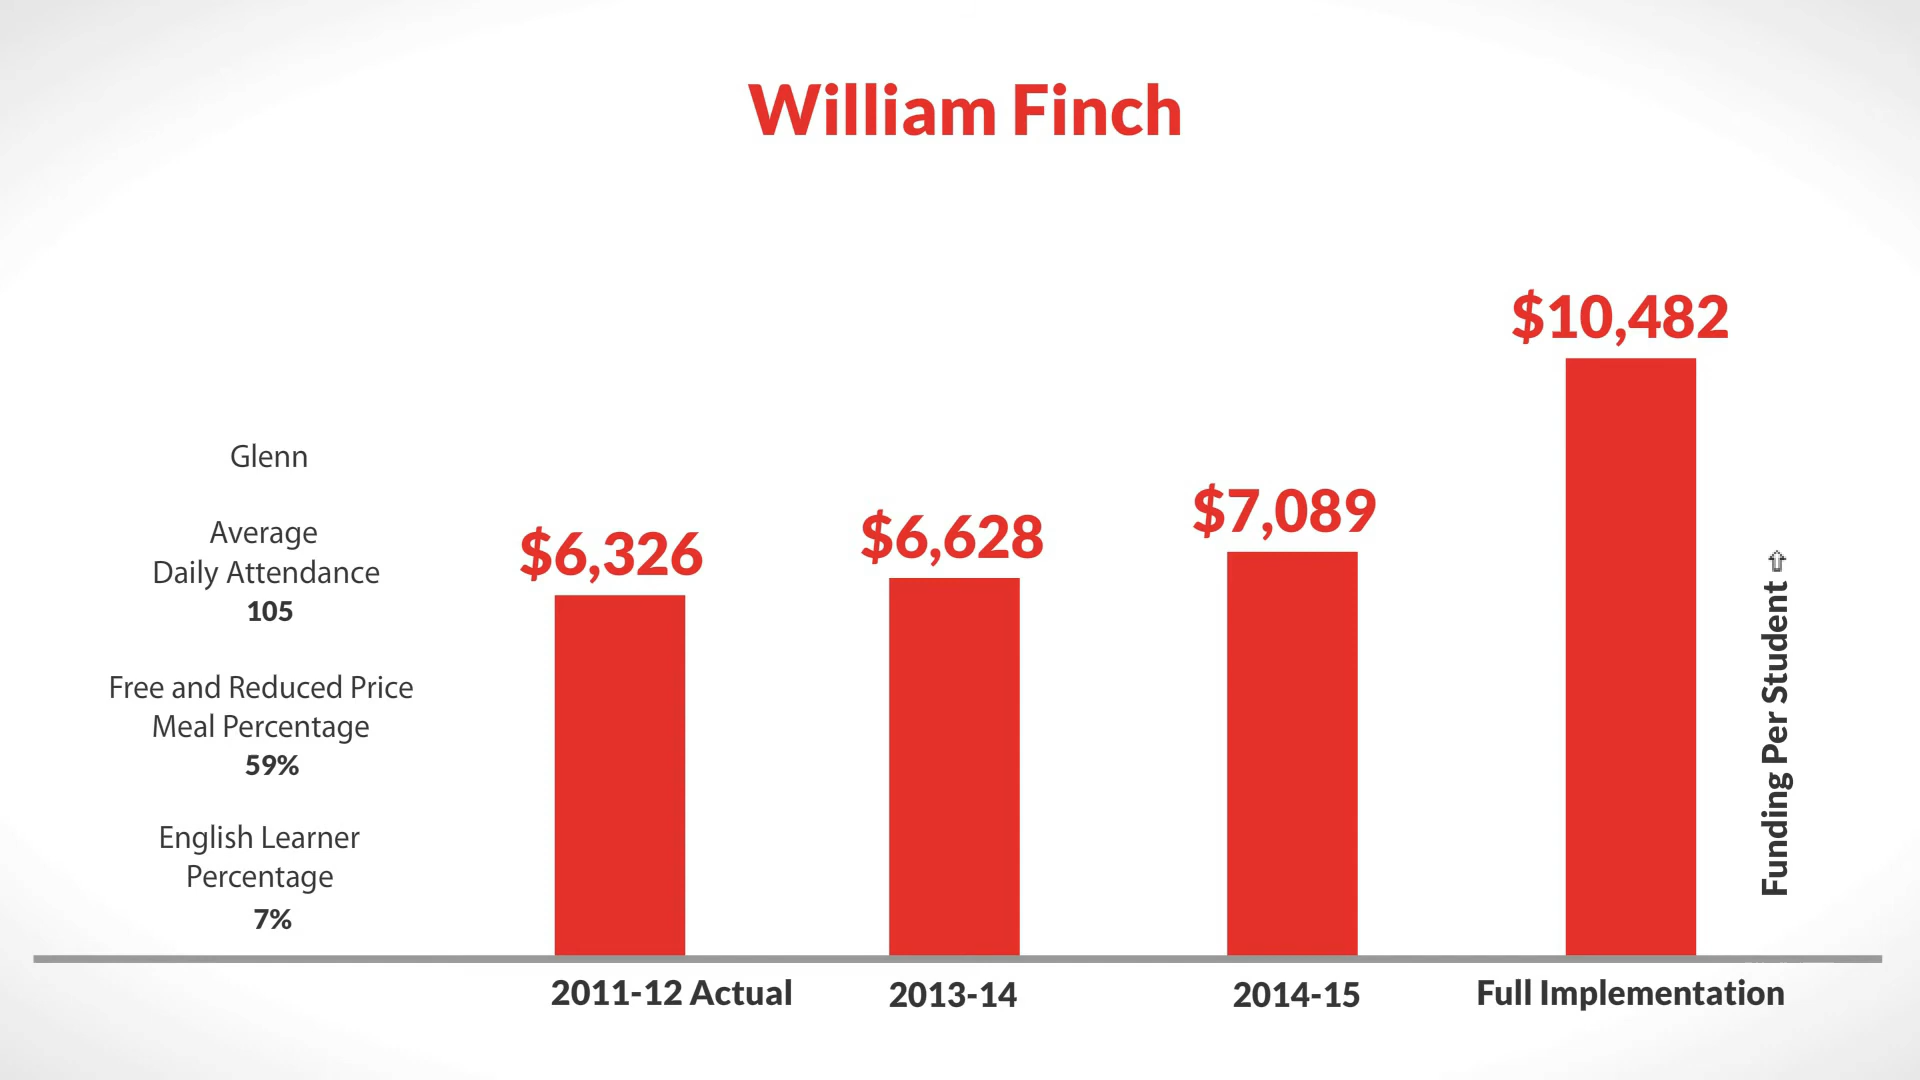 William Finch
Glenn
Average
Daily Attendance
105
Free and Reduced Price
Meal Percentage
59%
English Learner
Percentage
7%
$6,326
$6,628
$7,089
$10,482
2011-12 Actual
2013-14
2014-15
Full Implementation
Funding Per Student ⇧